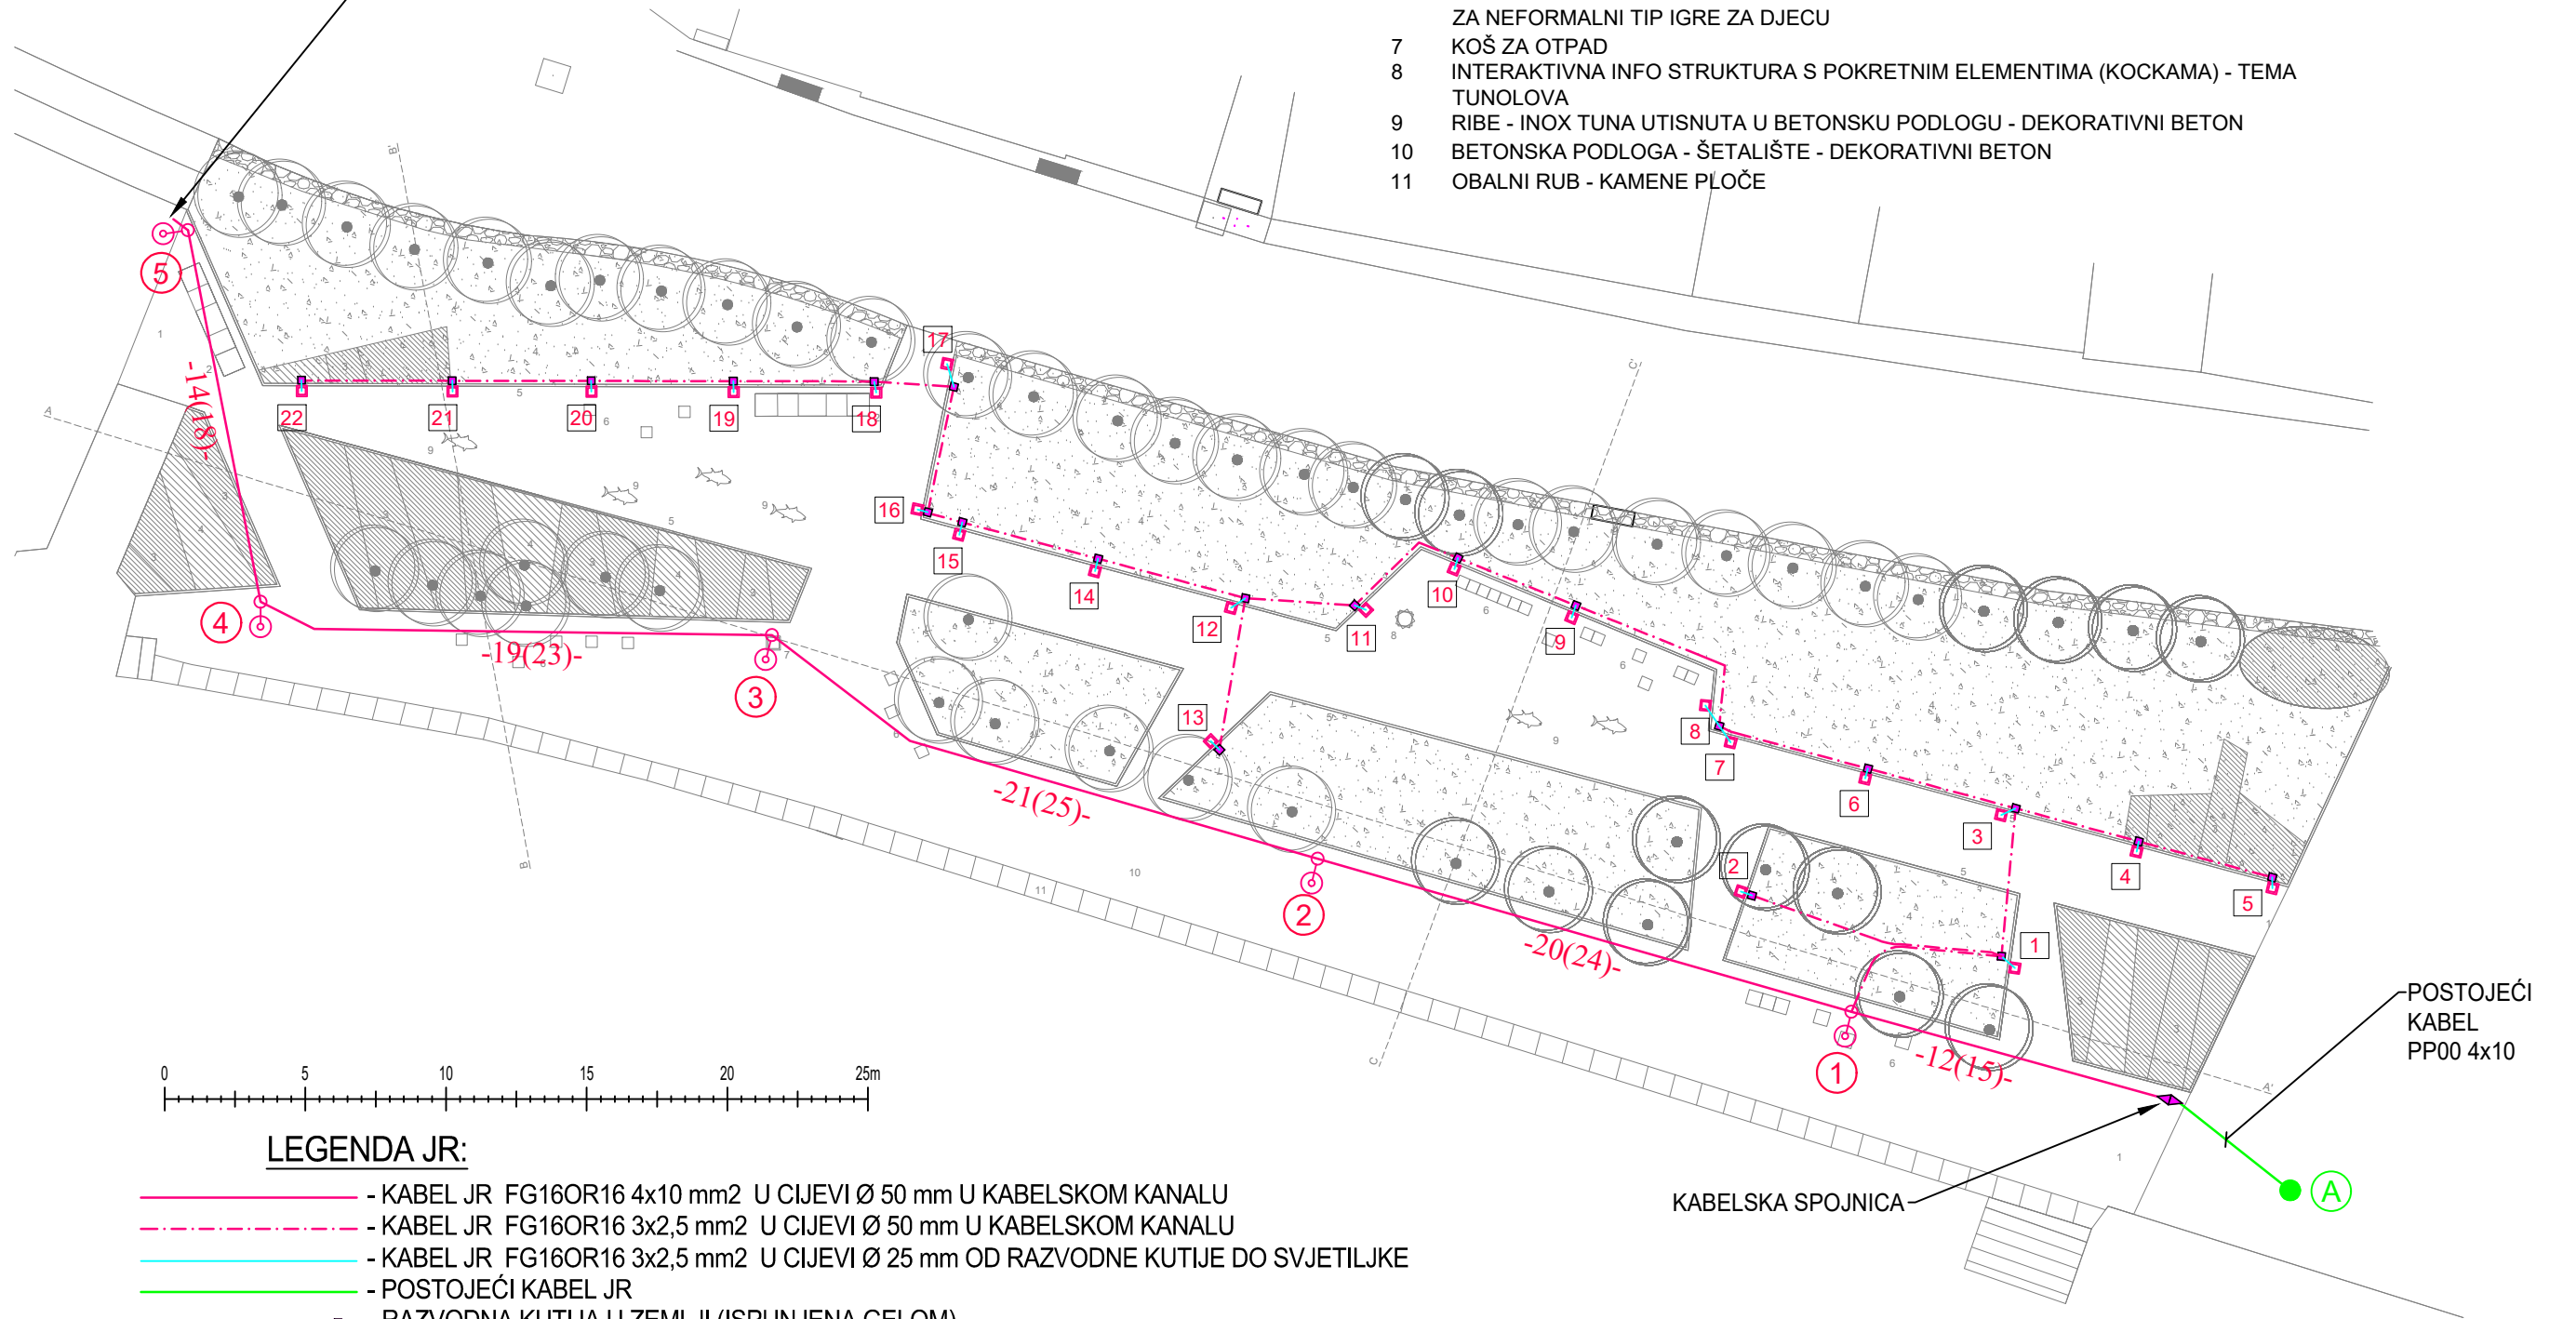 ZA NEFORMALNI TIP IGRE ZA DJECU
7 KOŠ ZA OTPAD
8 INTERAKTIVNA INFO STRUKTURA S POKRETNIM ELEMENTIMA (KOCKAMA) - TEMA
TUNOLOVA
9 RIBE - INOX TUNA UTISNUTA U BETONSKU PODLOGU - DEKORATIVNI BETON
10 BETONSKA PODLOGA - ŠETALIŠTE - DEKORATIVNI BETON
11 OBALNI RUB - KAMENE PLOČE
5
-14(18)-
22
21
20
19
18
17
16
15
14
12
11
10
9
13
8
7
6
3
4
5
2
1
4
-19(23)-
3
-21(25)-
2
-20(24)-
1
-12(15)-
A
A'
B
B'
C
C'
POSTOJEĆI
KABEL
PP00 4x10
KABELSKA SPOJNICA
A
0 5 10 15 20 25m
LEGENDA JR:
- KABEL JR FG16OR16 4x10 mm2 U CIJEVI Ø 50 mm U KABELSKOM KANALU
- KABEL JR FG16OR16 3x2,5 mm2 U CIJEVI Ø 50 mm U KABELSKOM KANALU
- KABEL JR FG16OR16 3x2,5 mm2 U CIJEVI Ø 25 mm OD RAZVODNE KUTIJE DO SVJETILJKE
- POSTOJEĆI KABEL JR
- RAZVODNA KUTIJA U ZEMLJI (ISPUNJENA GELOM)